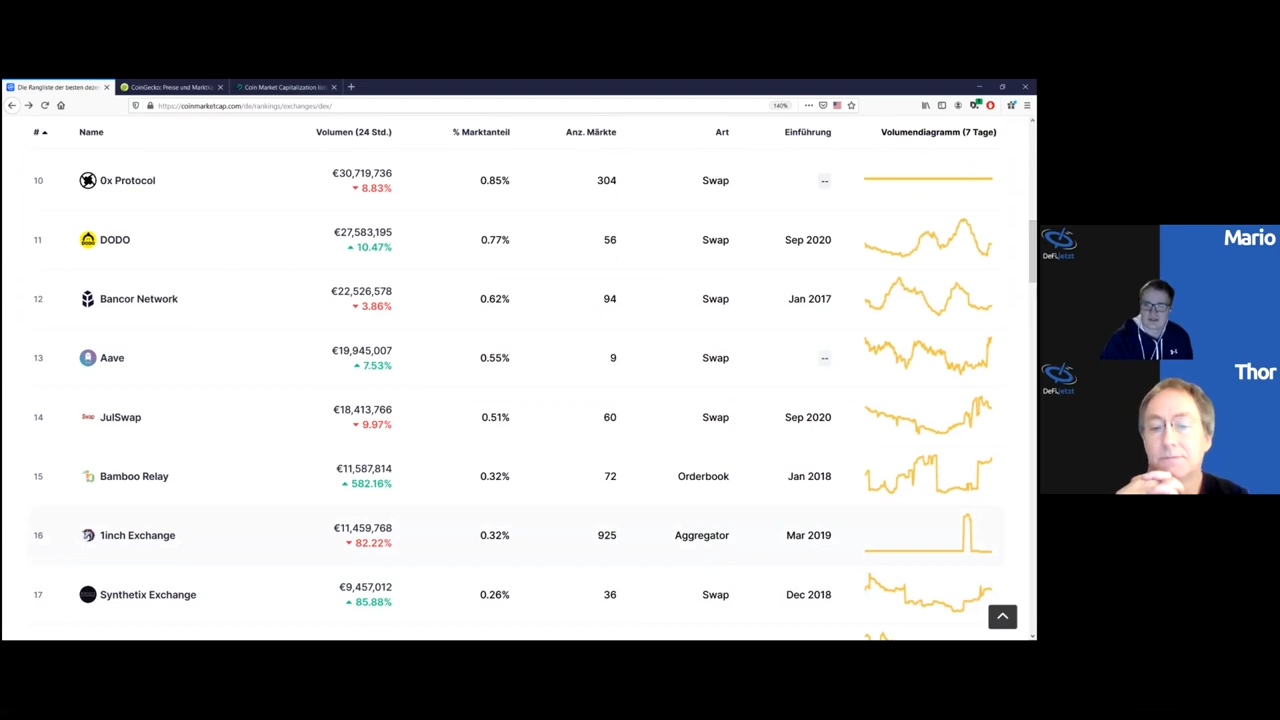 Die Rangliste der besten dezen
CoinGecko: Preise und Marktka
Coin Market Capitalization lists
https://coinmarketcap.com/de/rankings/exchanges/dex/
140%
# Name Volumen (24 Std.) % Marktanteil Anz. Märkte Art Einführung Volumendiagramm (7 Tage)
10 0x Protocol €30,719,736 0.85% 304 Swap --
8.83%
11 DODO €27,583,195 0.77% 56 Swap Sep 2020
10.47%
12 Bancor Network €22,526,578 0.62% 94 Swap Jan 2017
3.86%
13 Aave €19,945,007 0.55% 9 Swap --
7.53%
14 JulSwap €18,413,766 0.51% 60 Swap Sep 2020
9.97%
15 Bamboo Relay €11,587,814 0.32% 72 Orderbook Jan 2018
582.16%
16 1inch Exchange €11,459,768 0.32% 925 Aggregator Mar 2019
82.22%
17 Synthetix Exchange €9,457,012 0.26% 36 Swap Dec 2018
85.88%
Mario
DeFi.jetzt
Thor
DeFi.jetzt